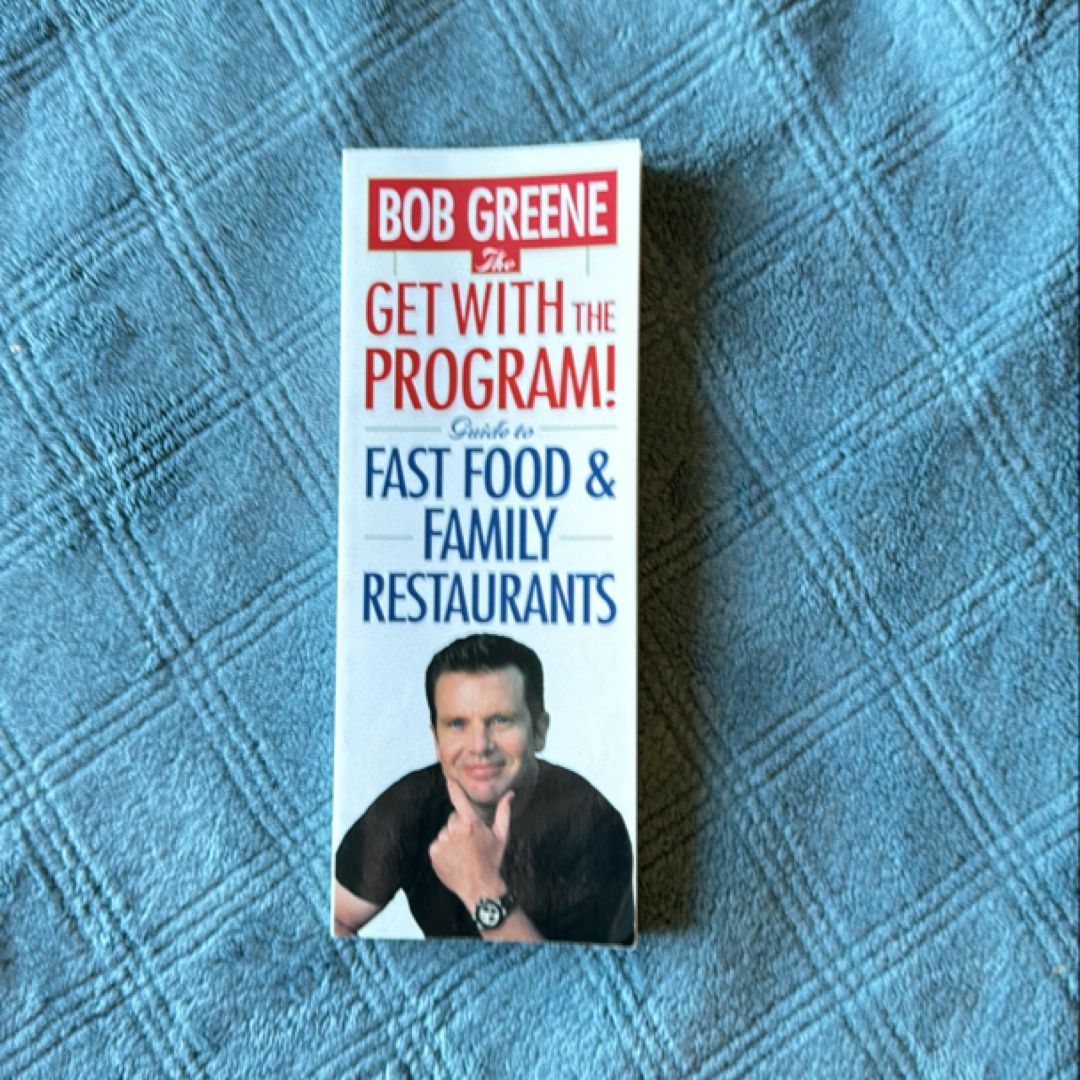 BOB GREENE
The
GET WITH THE
PROGRAM!
Guide to
FAST FOOD &
FAMILY
RESTAURANTS